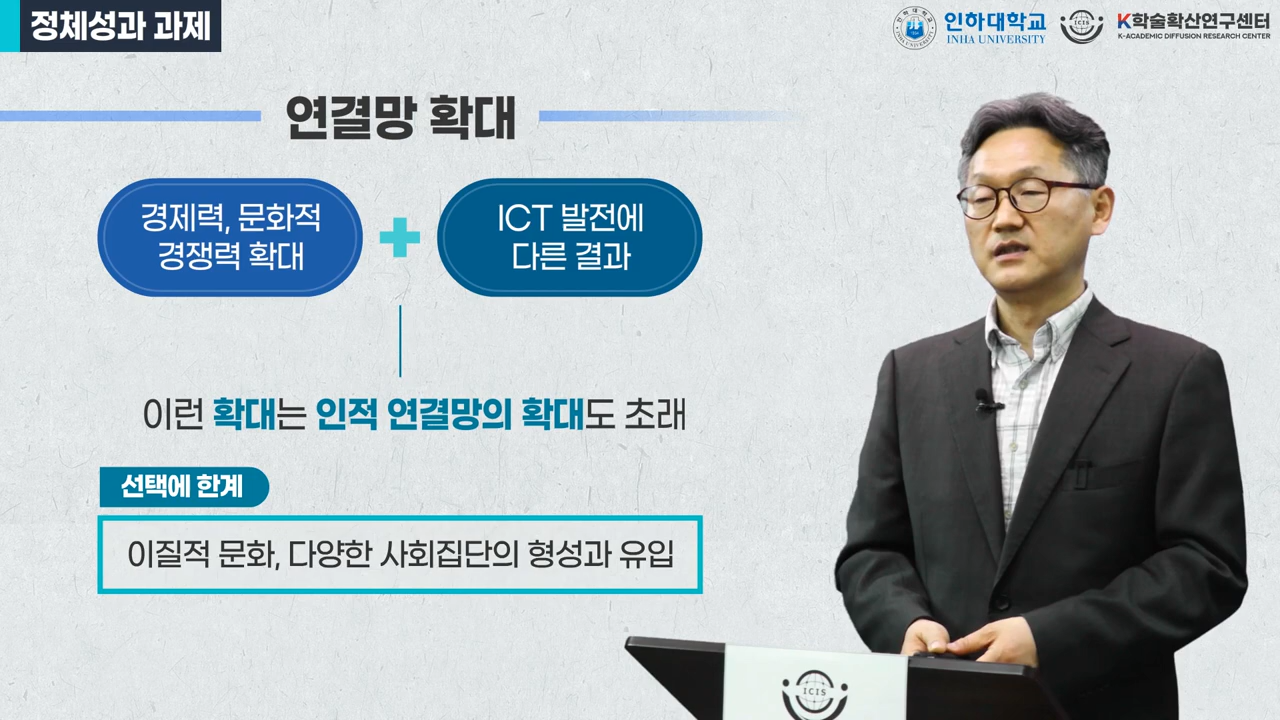 정체성과 과제
인하대학교
INHA UNIVERSITY
ICIS
K학술확산연구센터
K-ACADEMIC DIFFUSION RESEARCH CENTER
연결망 확대
경제력, 문화적
경쟁력 확대
ICT 발전에
다른 결과
이런 확대는 인적 연결망의 확대도 초래
선택에 한계
이질적 문화, 다양한 사회집단의 형성과 유입
ICIS